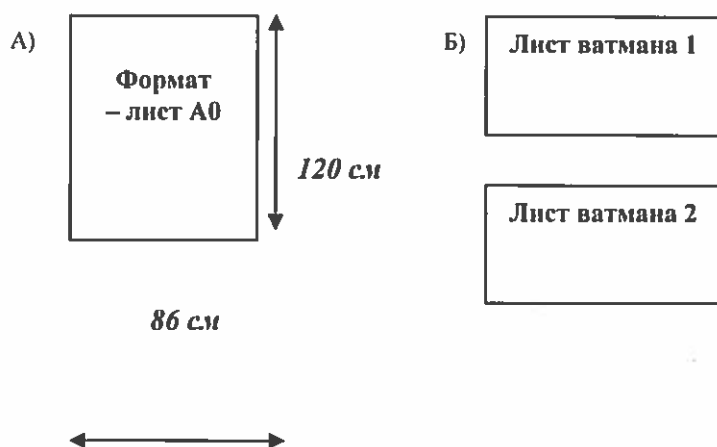 А)
Формат
– лист А0
120 см
86 см
Б)
Лист ватмана 1
Лист ватмана 2